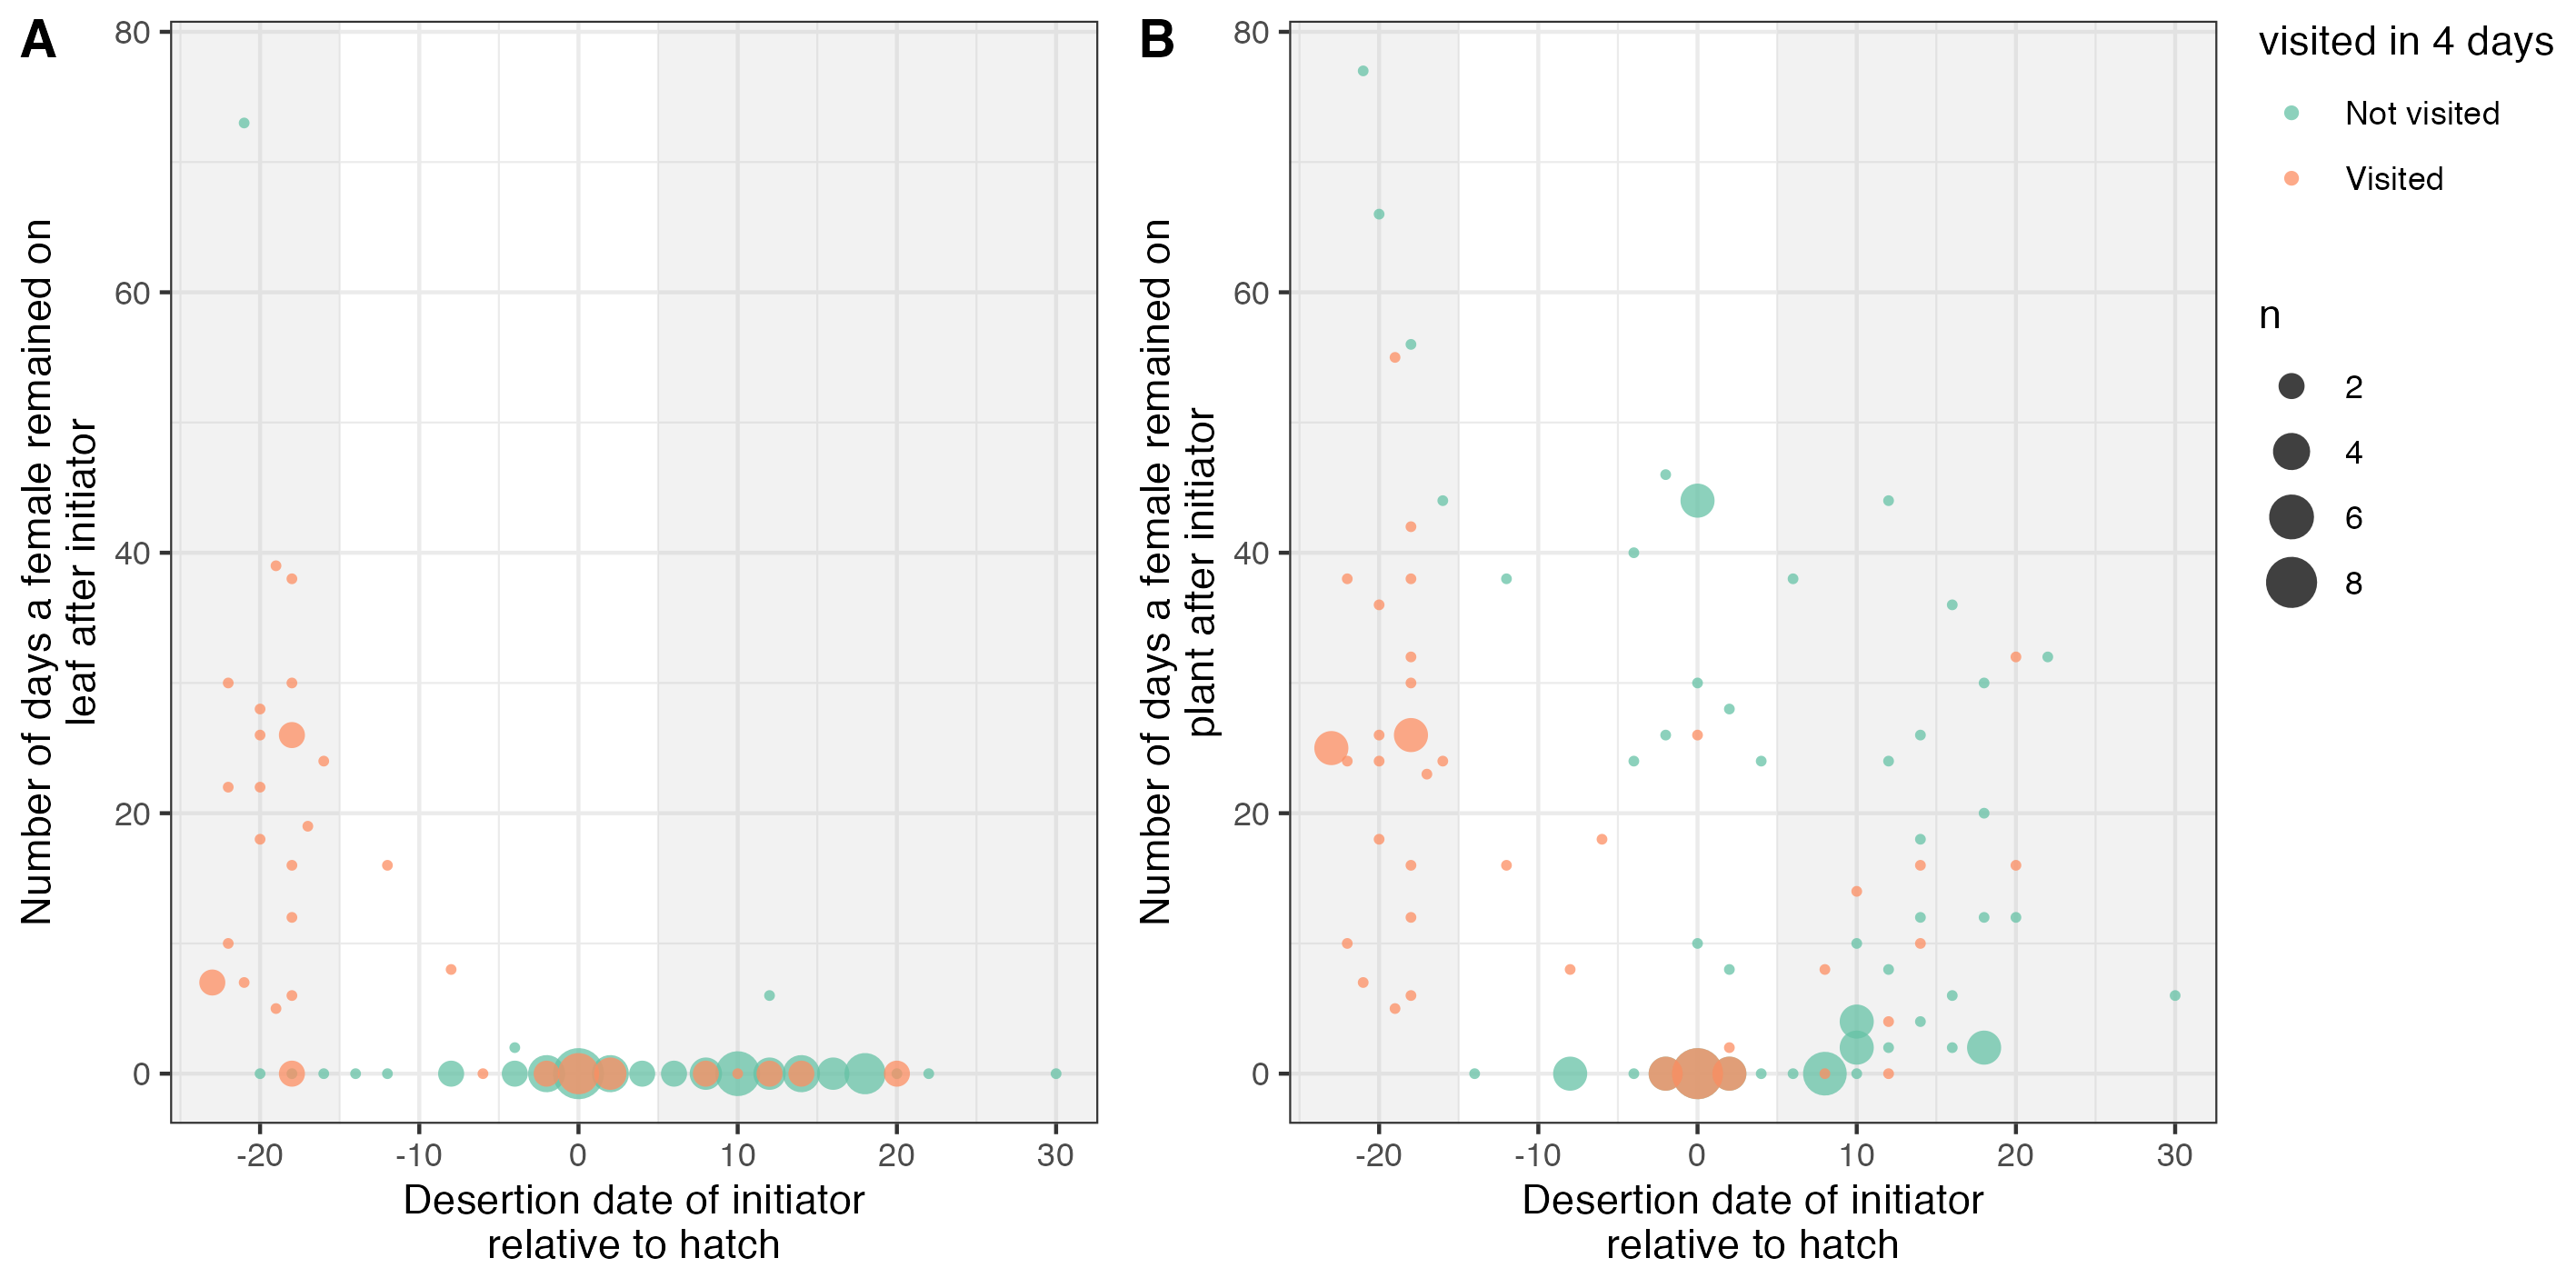 A
80
60
40
20
0
Number of days a female remained on
leaf after initiator
-20 -10 0 10 20 30
Desertion date of initiator
relative to hatch
B
80
60
40
20
0
Number of days a female remained on
plant after initiator
-20 -10 0 10 20 30
Desertion date of initiator
relative to hatch
visited in 4 days
Not visited
Visited
n
2
4
6
8